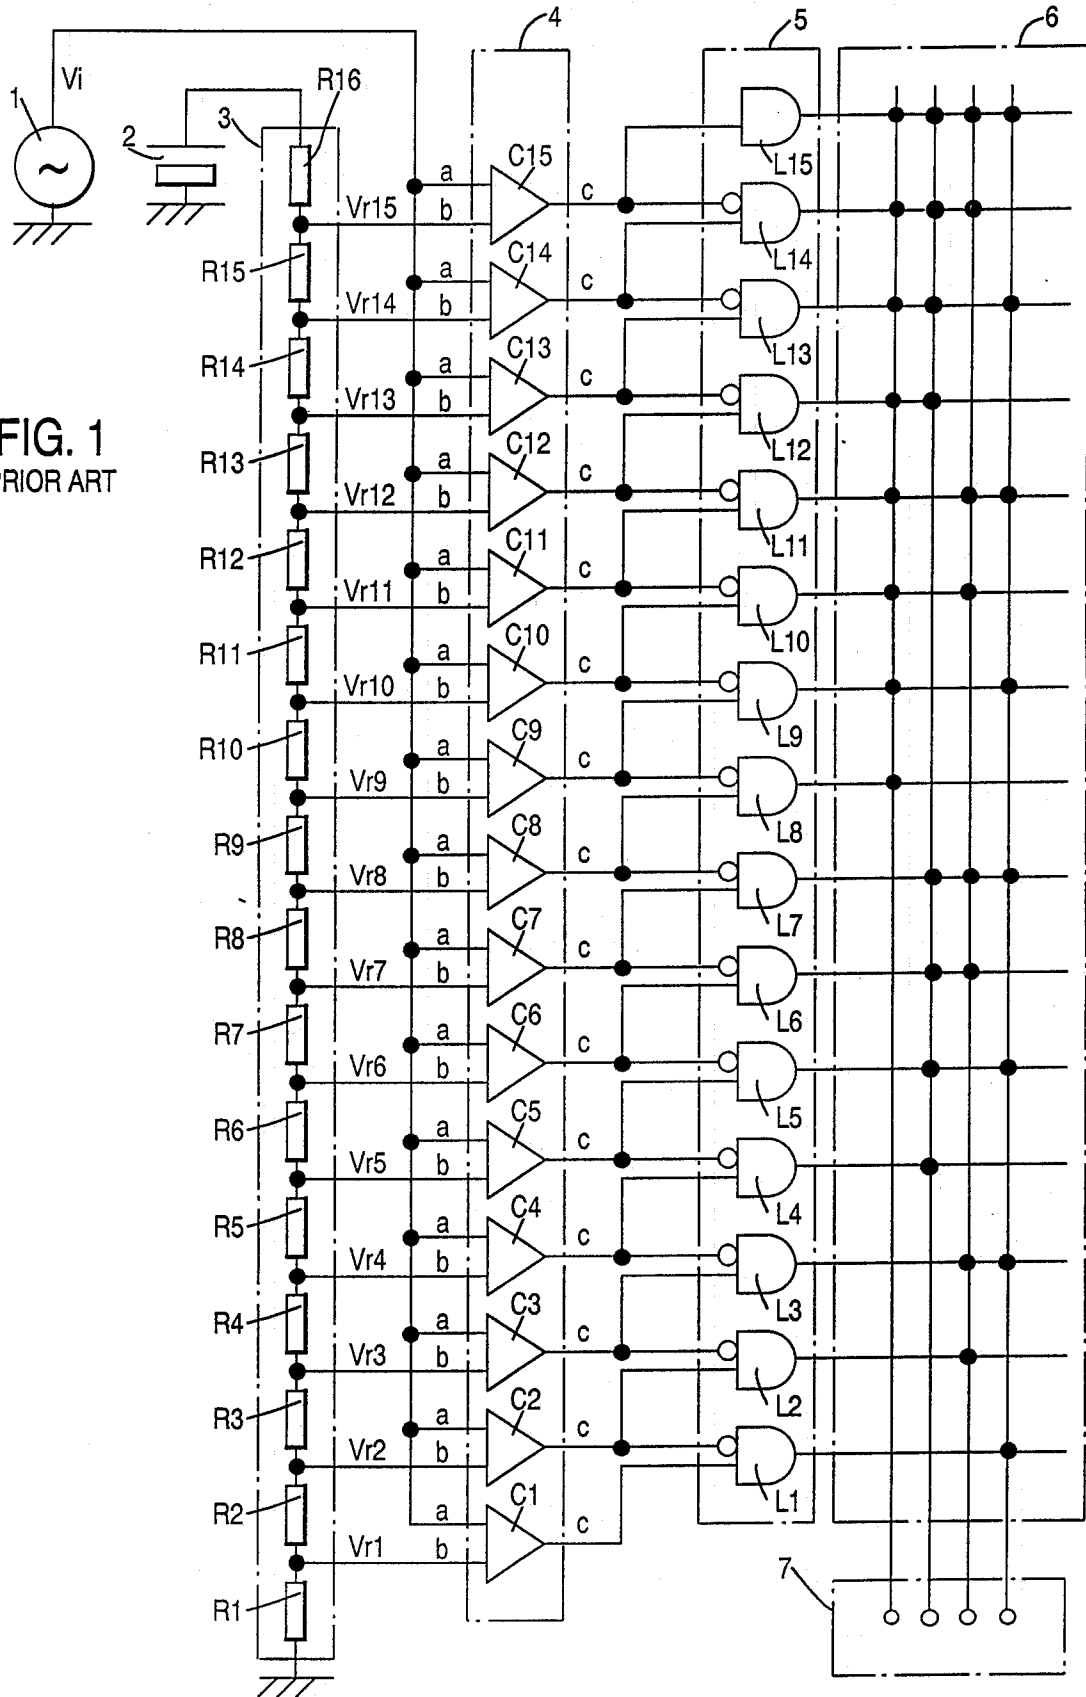 4
5
6
Vi
R16
1
3
2
C15
L15
a
c
Vr15
b
L14
R15
C14
a
c
Vr14
b
L13
R14
C13
a
c
Vr13
b
L12
FIG. 1
PRIOR ART
R13
C12
a
c
Vr12
b
L11
R12
C11
a
c
Vr11
b
L10
R11
C10
a
c
Vr10
b
L9
R10
C9
a
c
Vr9
b
L8
R9
C8
a
c
Vr8
b
L7
R8
C7
a
c
Vr7
b
L6
R7
C6
a
c
Vr6
b
L5
R6
C5
a
c
Vr5
b
L4
R5
C4
a
c
Vr4
b
L3
R4
C3
a
c
Vr3
b
L2
R3
C2
a
c
Vr2
b
L1
R2
C1
a
c
Vr1
b
7
R1